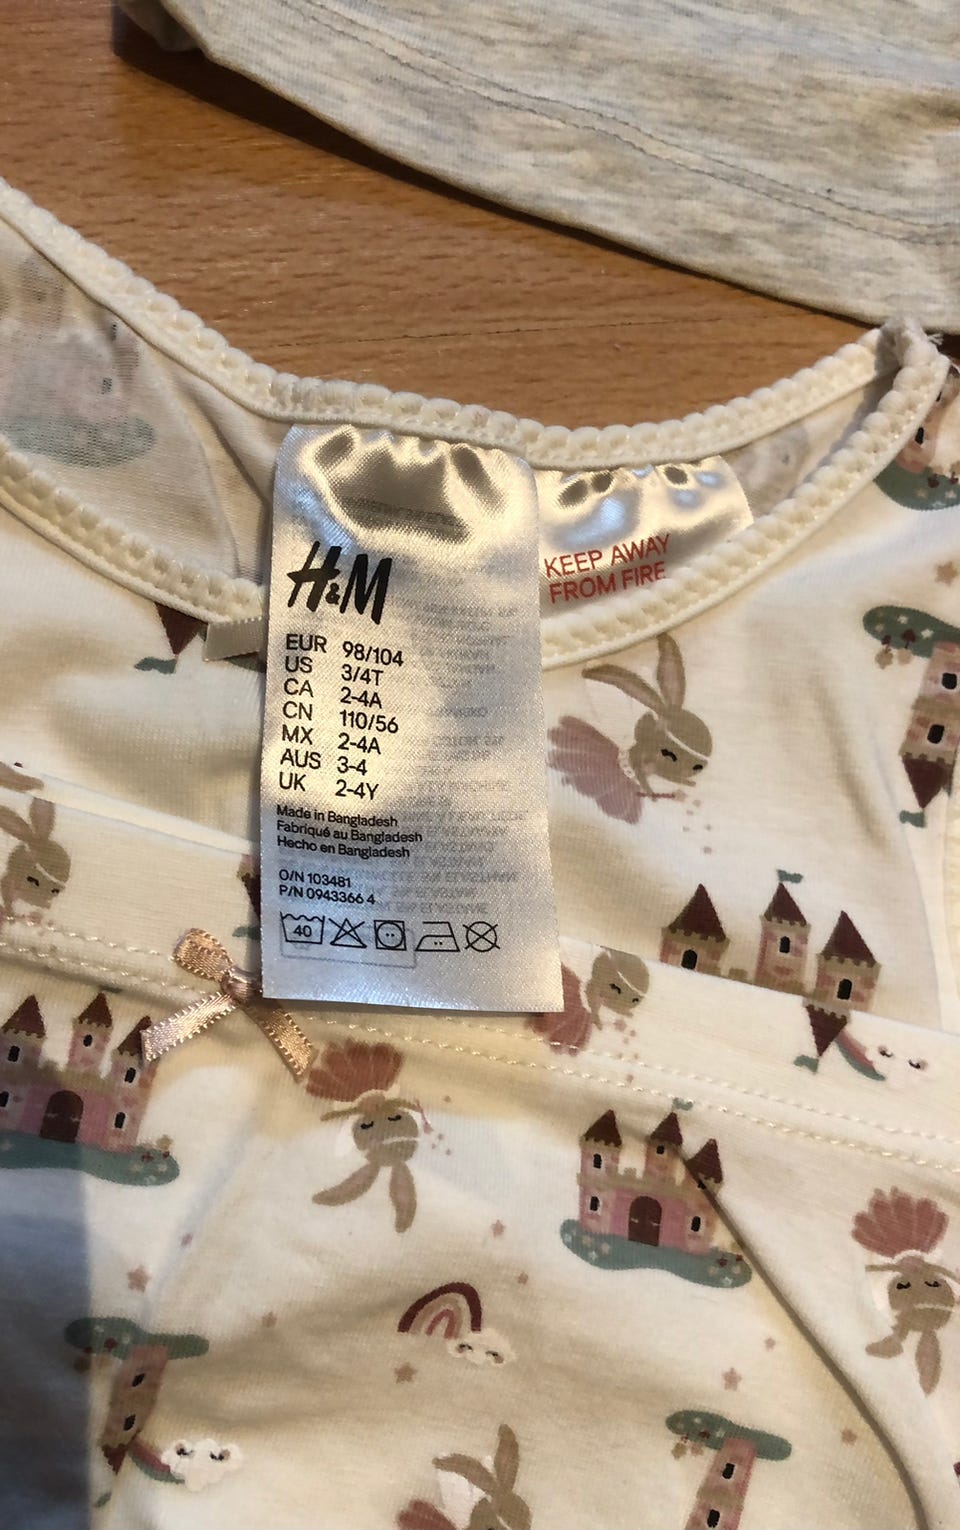 H&M
EUR 98/104
US 3/4T
CA 2-4A
CN 110/56
MX 2-4A
AUS 3-4
UK 2-4Y
Made in Bangladesh
Fabriqué au Bangladesh
Hecho en Bangladesh
O/N 103481
P/N 0943366 4
40
KEEP AWAY
FROM FIRE